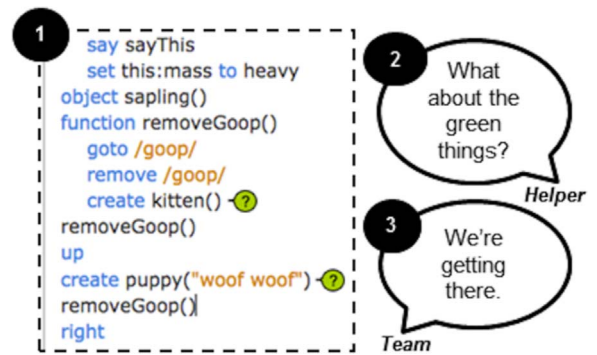 1
say sayThis
set this:mass to heavy
object sapling()
function removeGoop()
goto /goop/
remove /goop/
create kitten() ?
removeGoop()
up
create puppy("woof woof") ?
removeGoop()
right
2
What
about the
green
things?
Helper
3
We're
getting
there.
Team